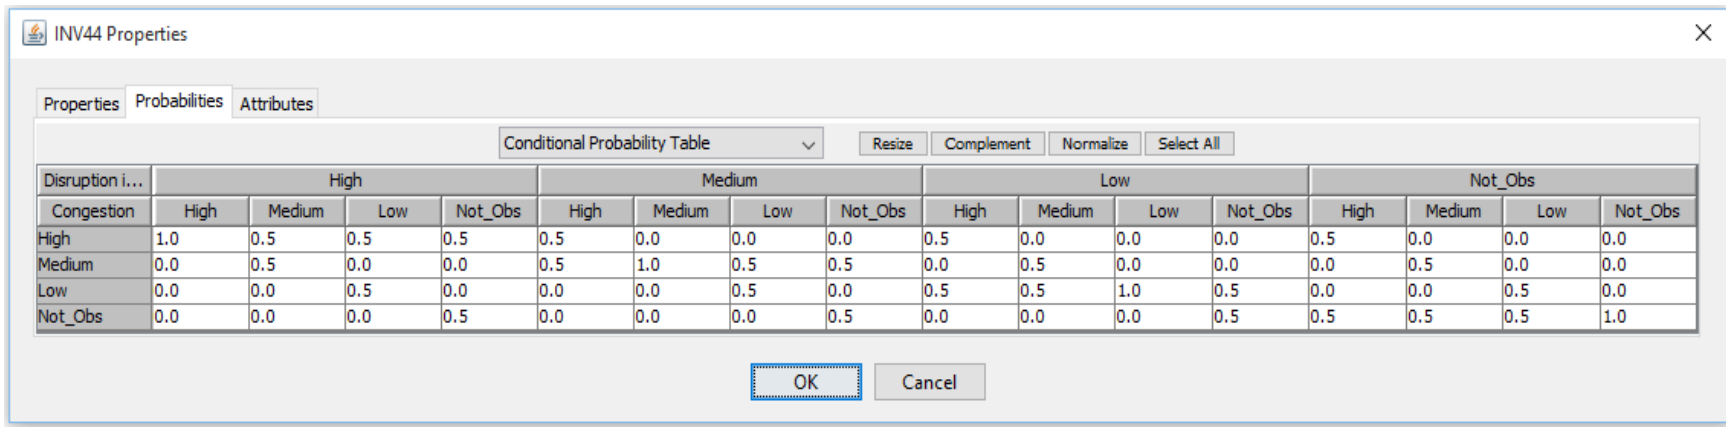 INV44 Properties
Properties Probabilities Attributes
Conditional Probability Table Resize Complement Normalize Select All
Disruption i... High Medium Low Not_Obs
Congestion High Medium Low Not_Obs High Medium Low Not_Obs High Medium Low Not_Obs High Medium Low Not_Obs
High 1.0 0.5 0.5 0.5 0.5 0.0 0.0 0.0 0.5 0.0 0.0 0.0 0.5 0.0 0.0 0.0
Medium 0.0 0.5 0.0 0.0 0.5 1.0 0.5 0.5 0.0 0.5 0.0 0.0 0.0 0.5 0.0 0.0
Low 0.0 0.0 0.5 0.0 0.0 0.0 0.5 0.0 0.5 0.5 1.0 0.5 0.0 0.0 0.5 0.0
Not_Obs 0.0 0.0 0.0 0.5 0.0 0.0 0.0 0.5 0.0 0.0 0.0 0.5 0.5 0.5 0.5 1.0
OK Cancel